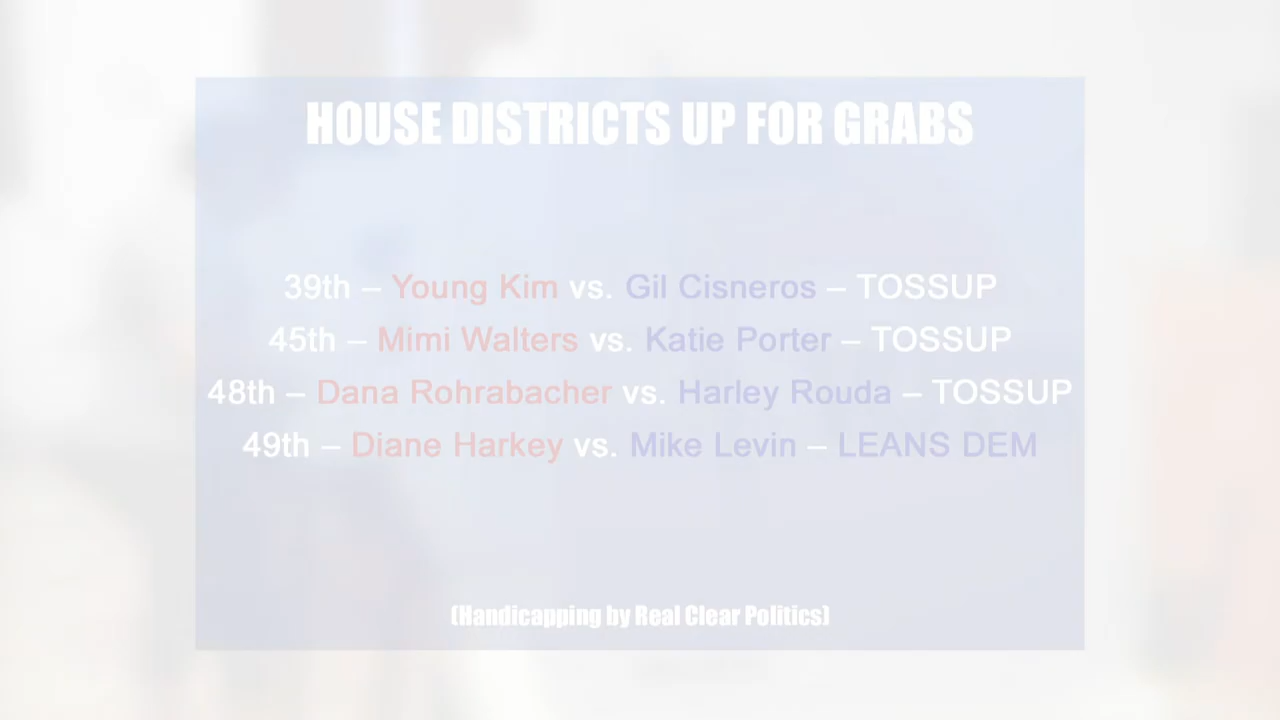 HOUSE DISTRICTS UP FOR GRABS
39th – Young Kim vs. Gil Cisneros – TOSSUP
45th – Mimi Walters vs. Katie Porter – TOSSUP
48th – Dana Rohrabacher vs. Harley Rouda – TOSSUP
49th – Diane Harkey vs. Mike Levin – LEANS DEM
(Handicapping by Real Clear Politics)